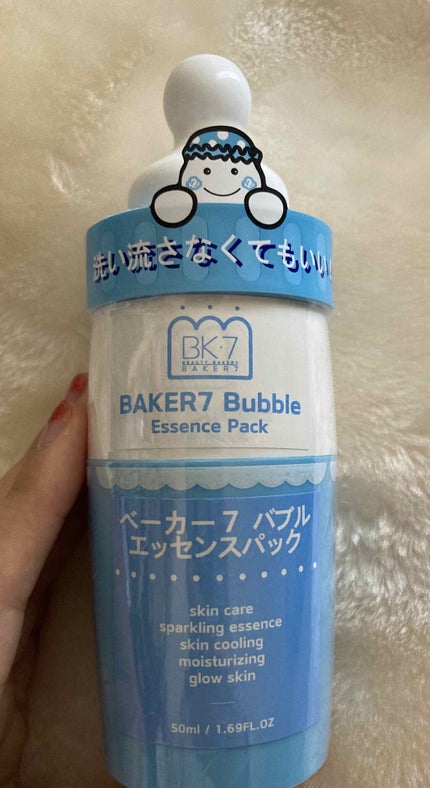 洗い流さなくてもいい
BK·7
BEAUTY BAKERY
BAKER7
BAKER7 Bubble
Essence Pack
ベーカー7 バブル
エッセンスパック
skin care
sparkling essence
skin cooling
moisturizing
glow skin
50ml / 1.69FL.OZ